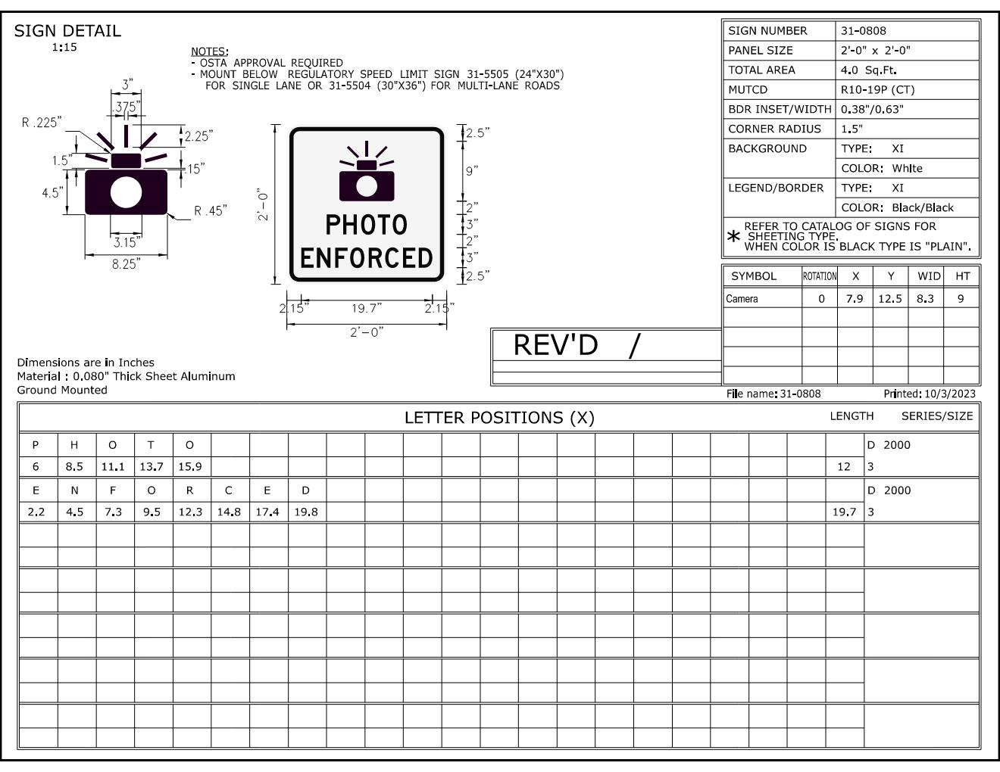 SIGN DETAIL
1:15
NOTES:
- OSTA APPROVAL REQUIRED
- MOUNT BELOW REGULATORY SPEED LIMIT SIGN 31-5505 (24"X30")
FOR SINGLE LANE OR 31-5504 (30"X36") FOR MULTI-LANE ROADS
3"
.375"
R .225"
2.25"
1.5"
.15"
4.5"
R .45"
3.15"
8.25"
2'-0"
PHOTO
ENFORCED
2.5"
9"
2"
3"
2"
3"
2.5"
2.15" 19.7" 2.15"
2'-0"
SIGN NUMBER 31-0808
PANEL SIZE 2'-0" x 2'-0"
TOTAL AREA 4.0 Sq.Ft.
MUTCD R10-19P (CT)
BDR INSET/WIDTH 0.38"/0.63"
CORNER RADIUS 1.5"
BACKGROUND TYPE: XI
COLOR: White
LEGEND/BORDER TYPE: XI
COLOR: Black/Black
* REFER TO CATALOG OF SIGNS FOR
SHEETING TYPE.
WHEN COLOR IS BLACK TYPE IS "PLAIN".
SYMBOL ROTATION X Y WID HT
Camera 0 7.9 12.5 8.3 9
REV'D /
Dimensions are in Inches
Material : 0.080" Thick Sheet Aluminum
Ground Mounted
File name: 31-0808 Printed: 10/3/2023
LETTER POSITIONS (X) LENGTH SERIES/SIZE
P H O T O D 2000
6 8.5 11.1 13.7 15.9 12 3
E N F O R C E D D 2000
2.2 4.5 7.3 9.5 12.3 14.8 17.4 19.8 19.7 3